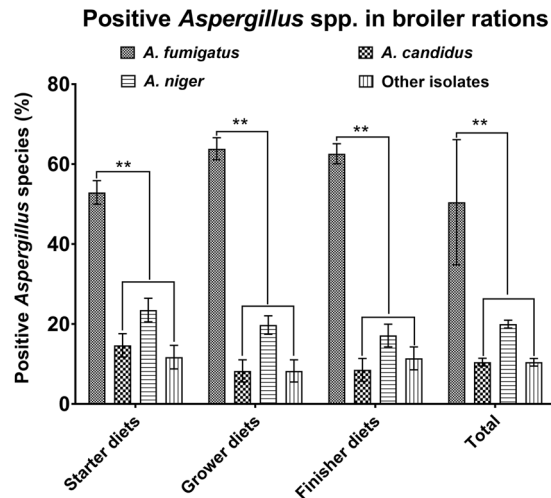 Positive Aspergillus spp. in broiler rations
A. fumigatus
A. candidus
A. niger
Other isolates
Positive Aspergillus species (%)
80
60
40
20
0
**
**
**
**
Starter diets
Grower diets
Finisher diets
Total